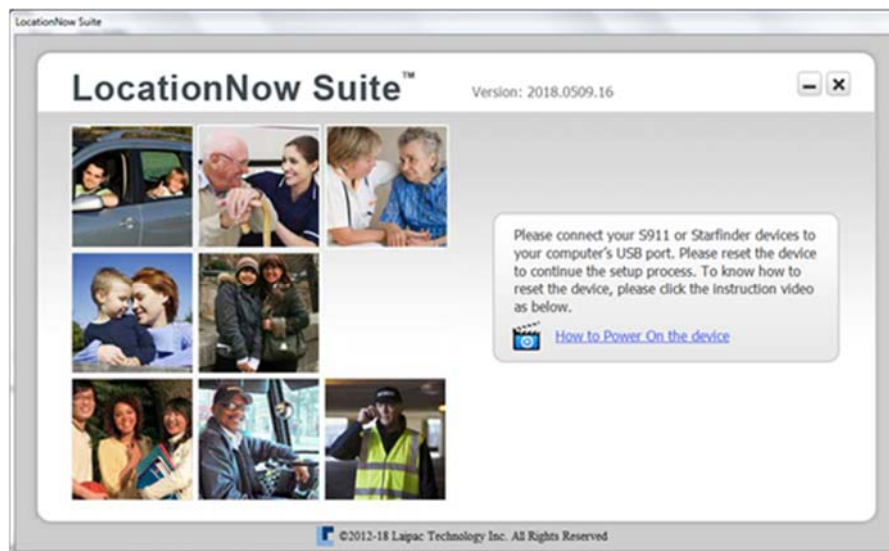 LocationNow Suite
LocationNow Suite™
Version: 2018.0509.16
Please connect your S911 or Starfinder devices to
your computer's USB port. Please reset the device
to continue the setup process. To know how to
reset the device, please click the instruction video
as below.
How to Power On the device
©2012-18 Laipac Technology Inc. All Rights Reserved